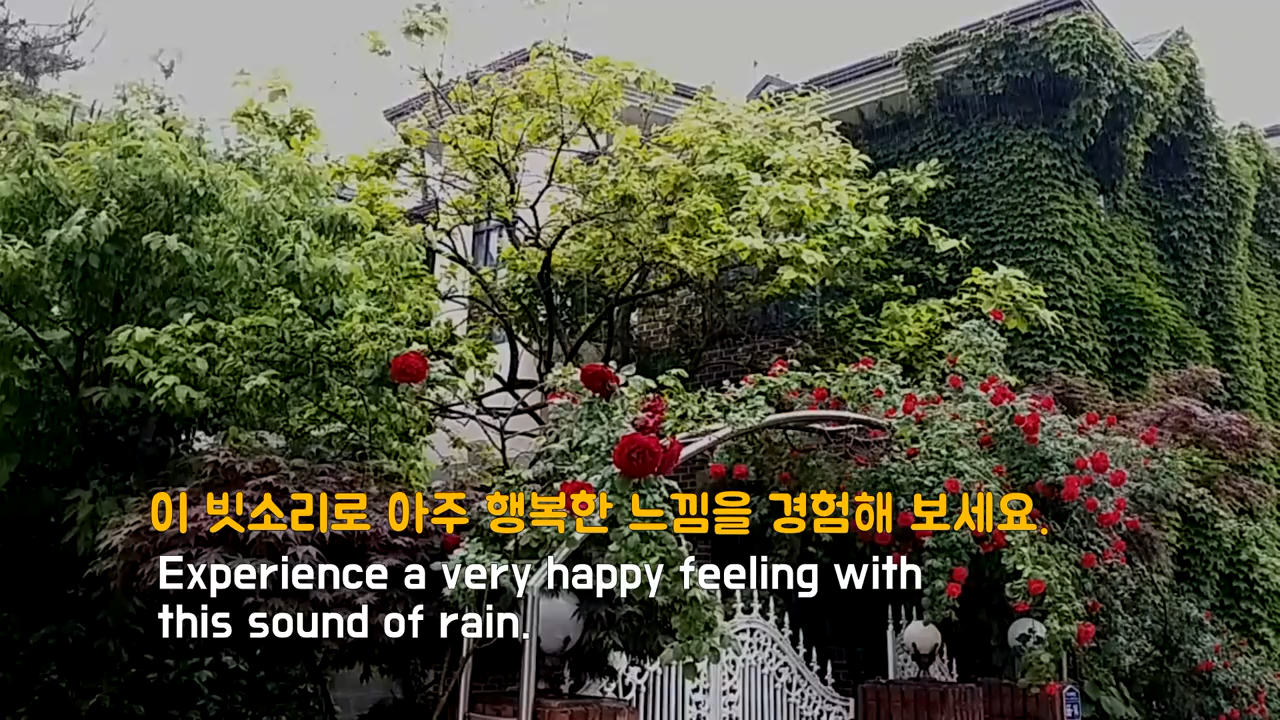 이 빗소리로 아주 행복한 느낌을 경험해 보세요.
Experience a very happy feeling with
this sound of rain.